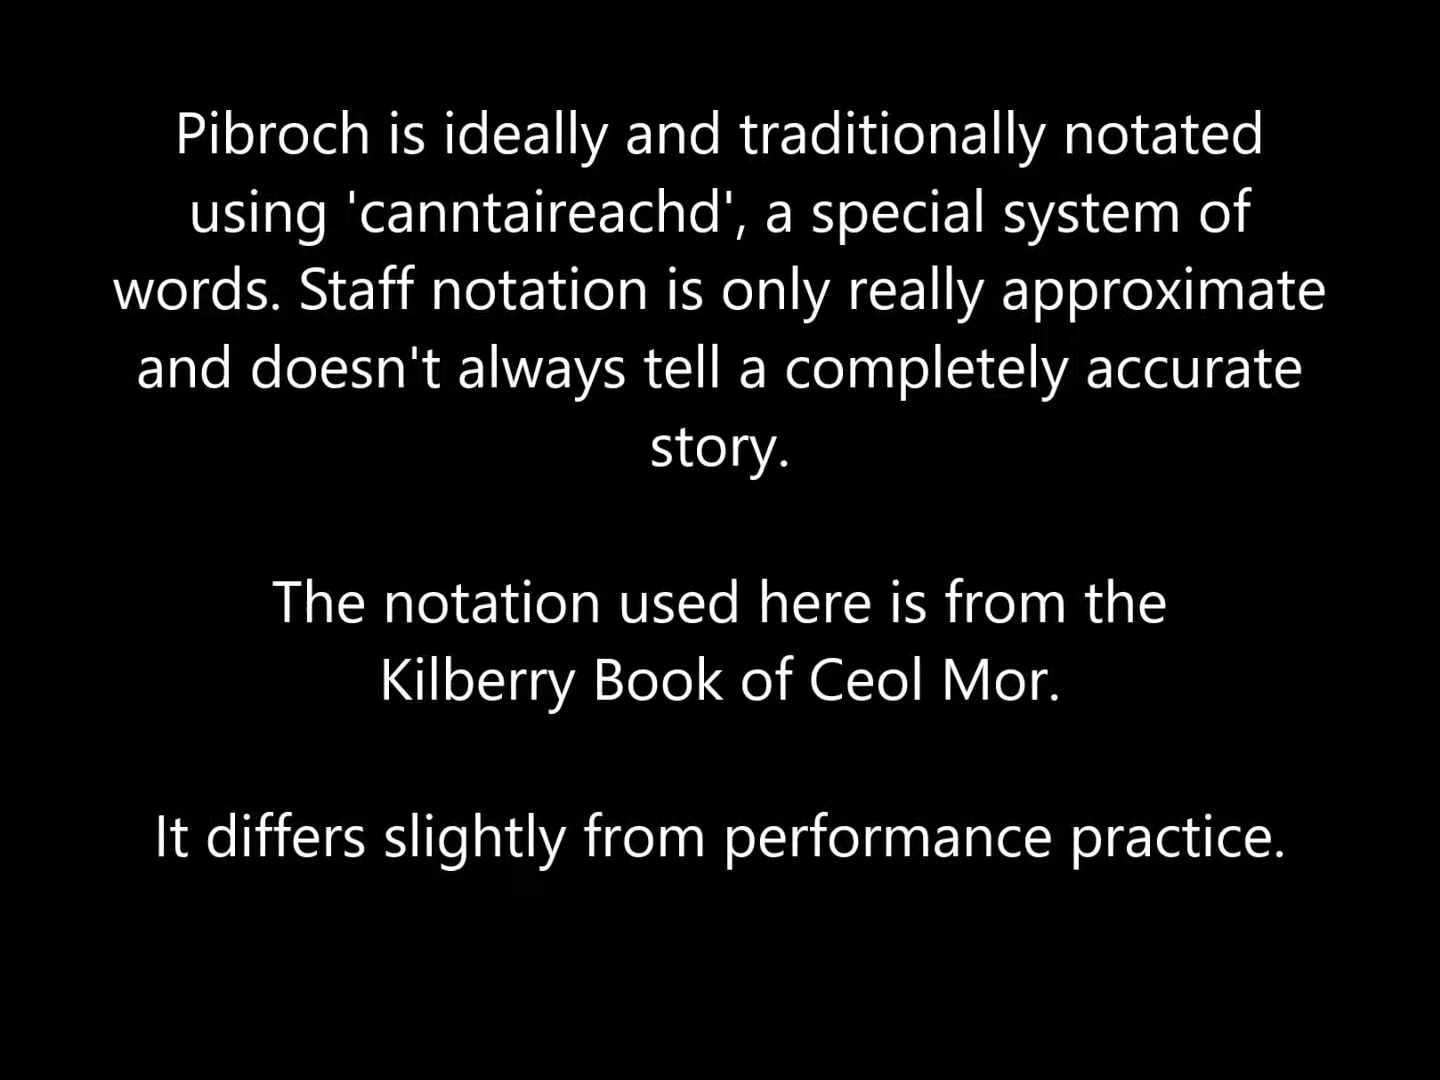 Pibroch is ideally and traditionally notated
using 'canntaireachd', a special system of
words. Staff notation is only really approximate
and doesn't always tell a completely accurate
story.
The notation used here is from the
Kilberry Book of Ceol Mor.
It differs slightly from performance practice.